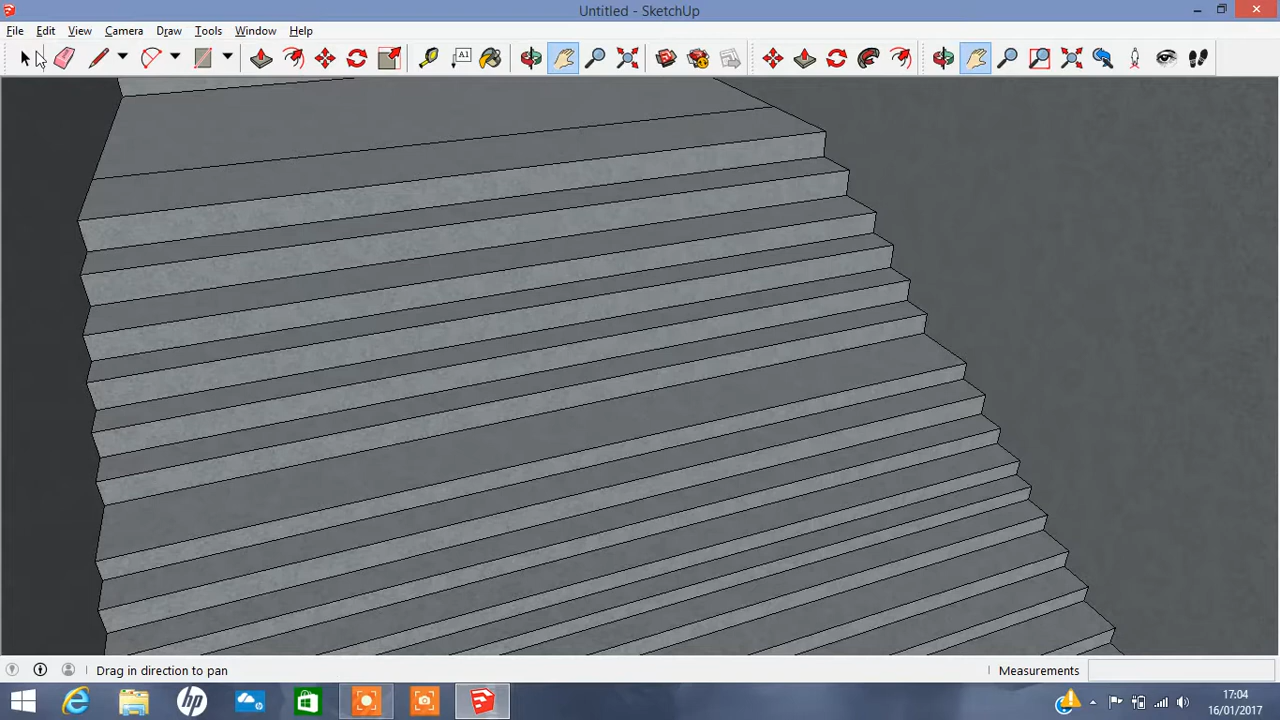 Untitled - SketchUp
File Edit View Camera Draw Tools Window Help
A1
Drag in direction to pan
Measurements
17:04
16/01/2017